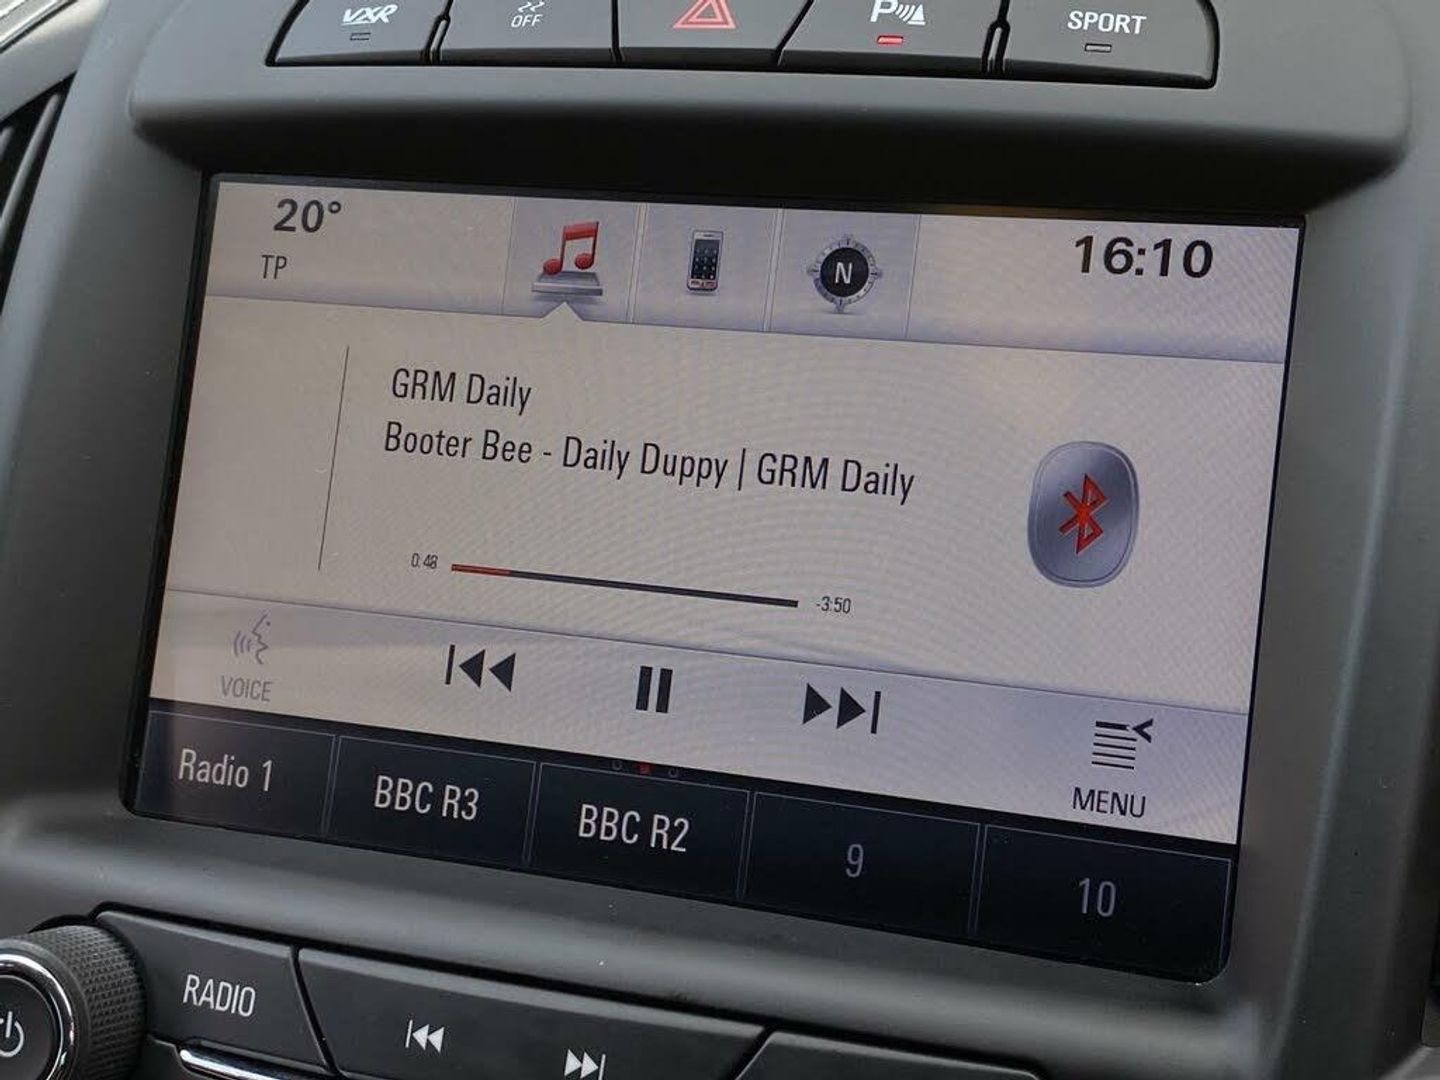 VXR
OFF
P
SPORT
20°
TP
N
16:10
GRM Daily
Booter Bee - Daily Duppy | GRM Daily
0:48
-3:50
VOICE
MENU
Radio 1
BBC R3
BBC R2
9
10
RADIO